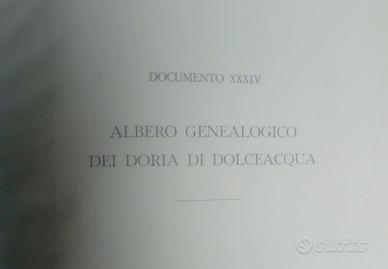 DOCUMENTO XXXIV
ALBERO GENEALOGICO
DEI DORIA DI DOLCEACQUA
subito